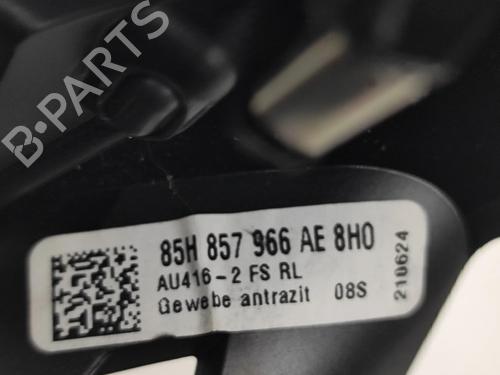 B-PARTS
85H 857 966 AE 8H0
AU416-2 FS RL
Gewebe antrazit 08S
210624